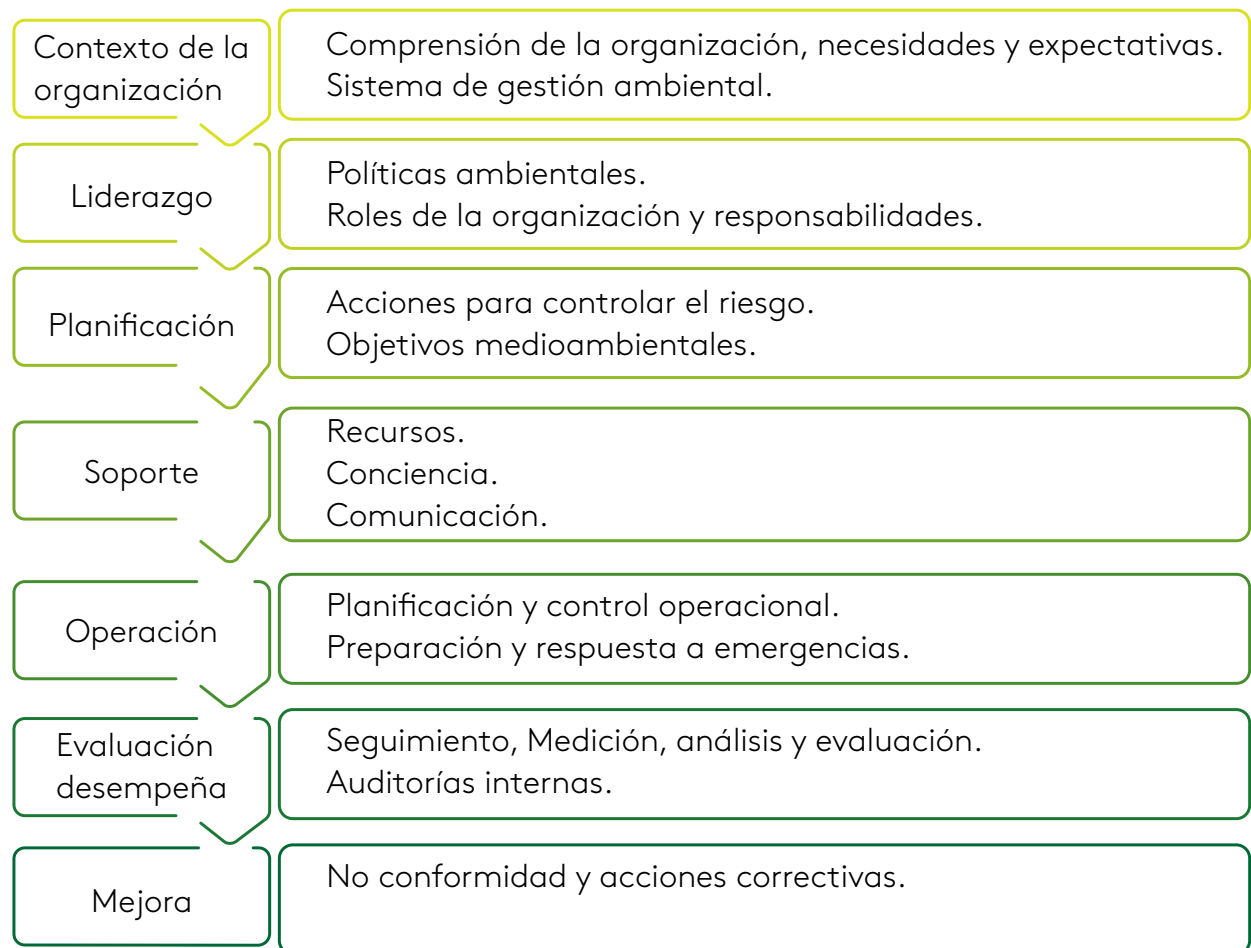 Contexto de la
organización
Comprensión de la organización, necesidades y expectativas.
Sistema de gestión ambiental.
Liderazgo
Políticas ambientales.
Roles de la organización y responsabilidades.
Planificación
Acciones para controlar el riesgo.
Objetivos medioambientales.
Soporte
Recursos.
Conciencia.
Comunicación.
Operación
Planificación y control operacional.
Preparación y respuesta a emergencias.
Evaluación
desempeña
Seguimiento, Medición, análisis y evaluación.
Auditorías internas.
Mejora
No conformidad y acciones correctivas.